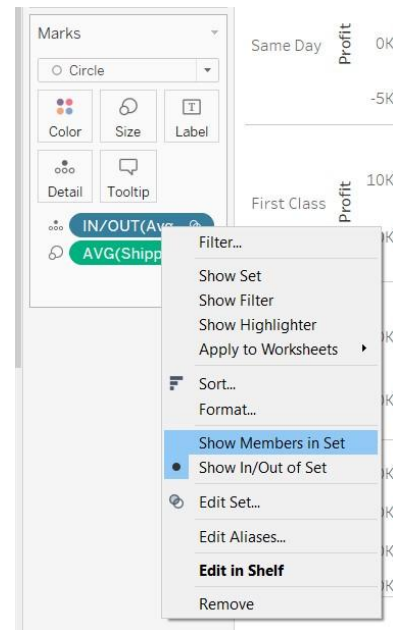 Marks
Circle
Color Size Label
Detail Tooltip
IN/OUT(Avg
AVG(Shipp
Filter...
Show Set
Show Filter
Show Highlighter
Apply to Worksheets
Sort...
Format...
Show Members in Set
Show In/Out of Set
Edit Set...
Edit Aliases...
Edit in Shelf
Remove
Same Day
Profit
0K
-5K
First Class
Profit
10K